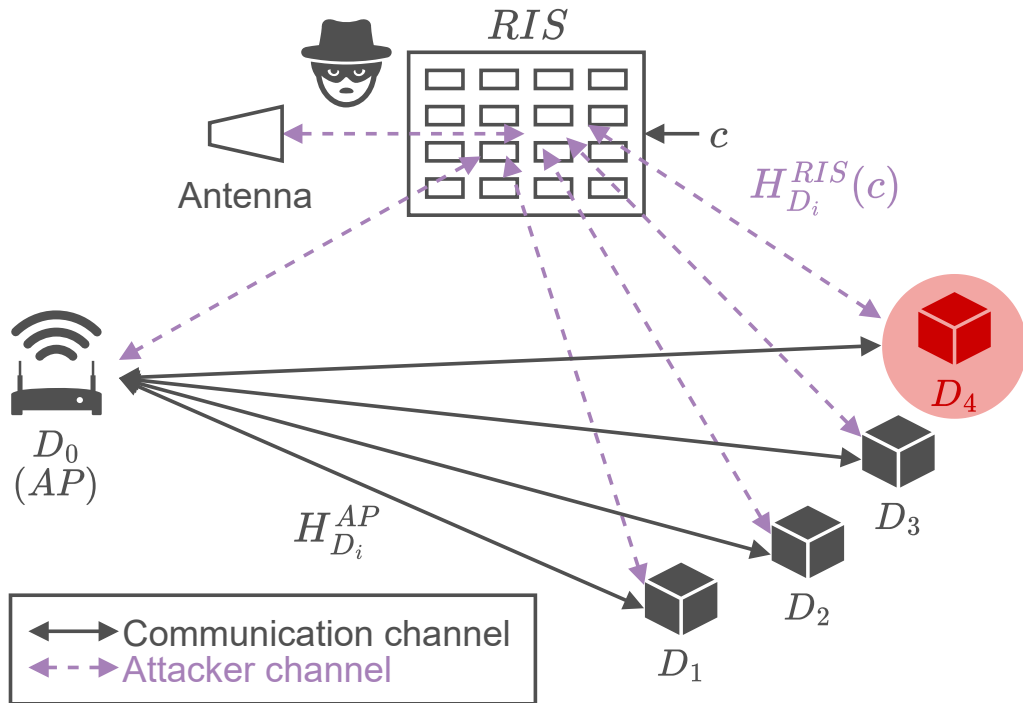 RIS
c
Antenna
H_{D_i}^{RIS}(c)
D_4
D_0
(AP)
D_3
H_{D_i}^{AP}
D_2
D_1
Communication channel
Attacker channel